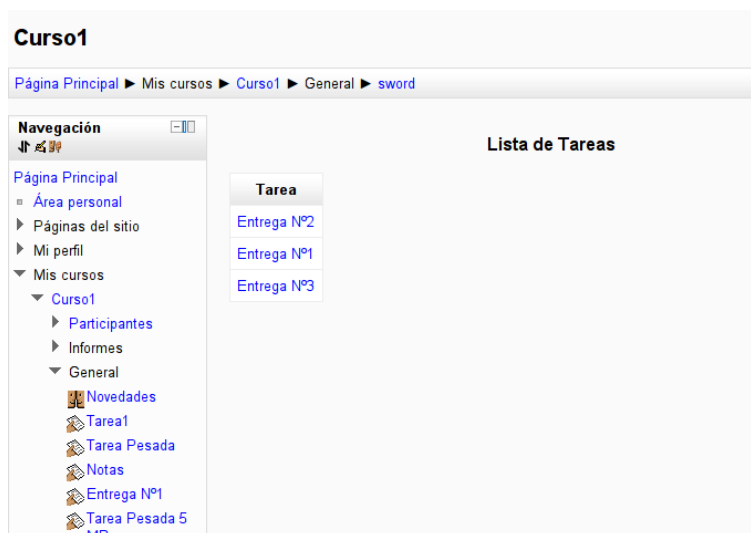 Curso1
Página Principal ► Mis cursos ► Curso1 ► General ► sword
Navegación
Página Principal
Área personal
Páginas del sitio
Mi perfil
Mis cursos
Curso1
Participantes
Informes
General
Novedades
Tarea1
Tarea Pesada
Notas
Entrega Nº1
Tarea Pesada 5
Lista de Tareas
Tarea
Entrega Nº2
Entrega Nº1
Entrega Nº3